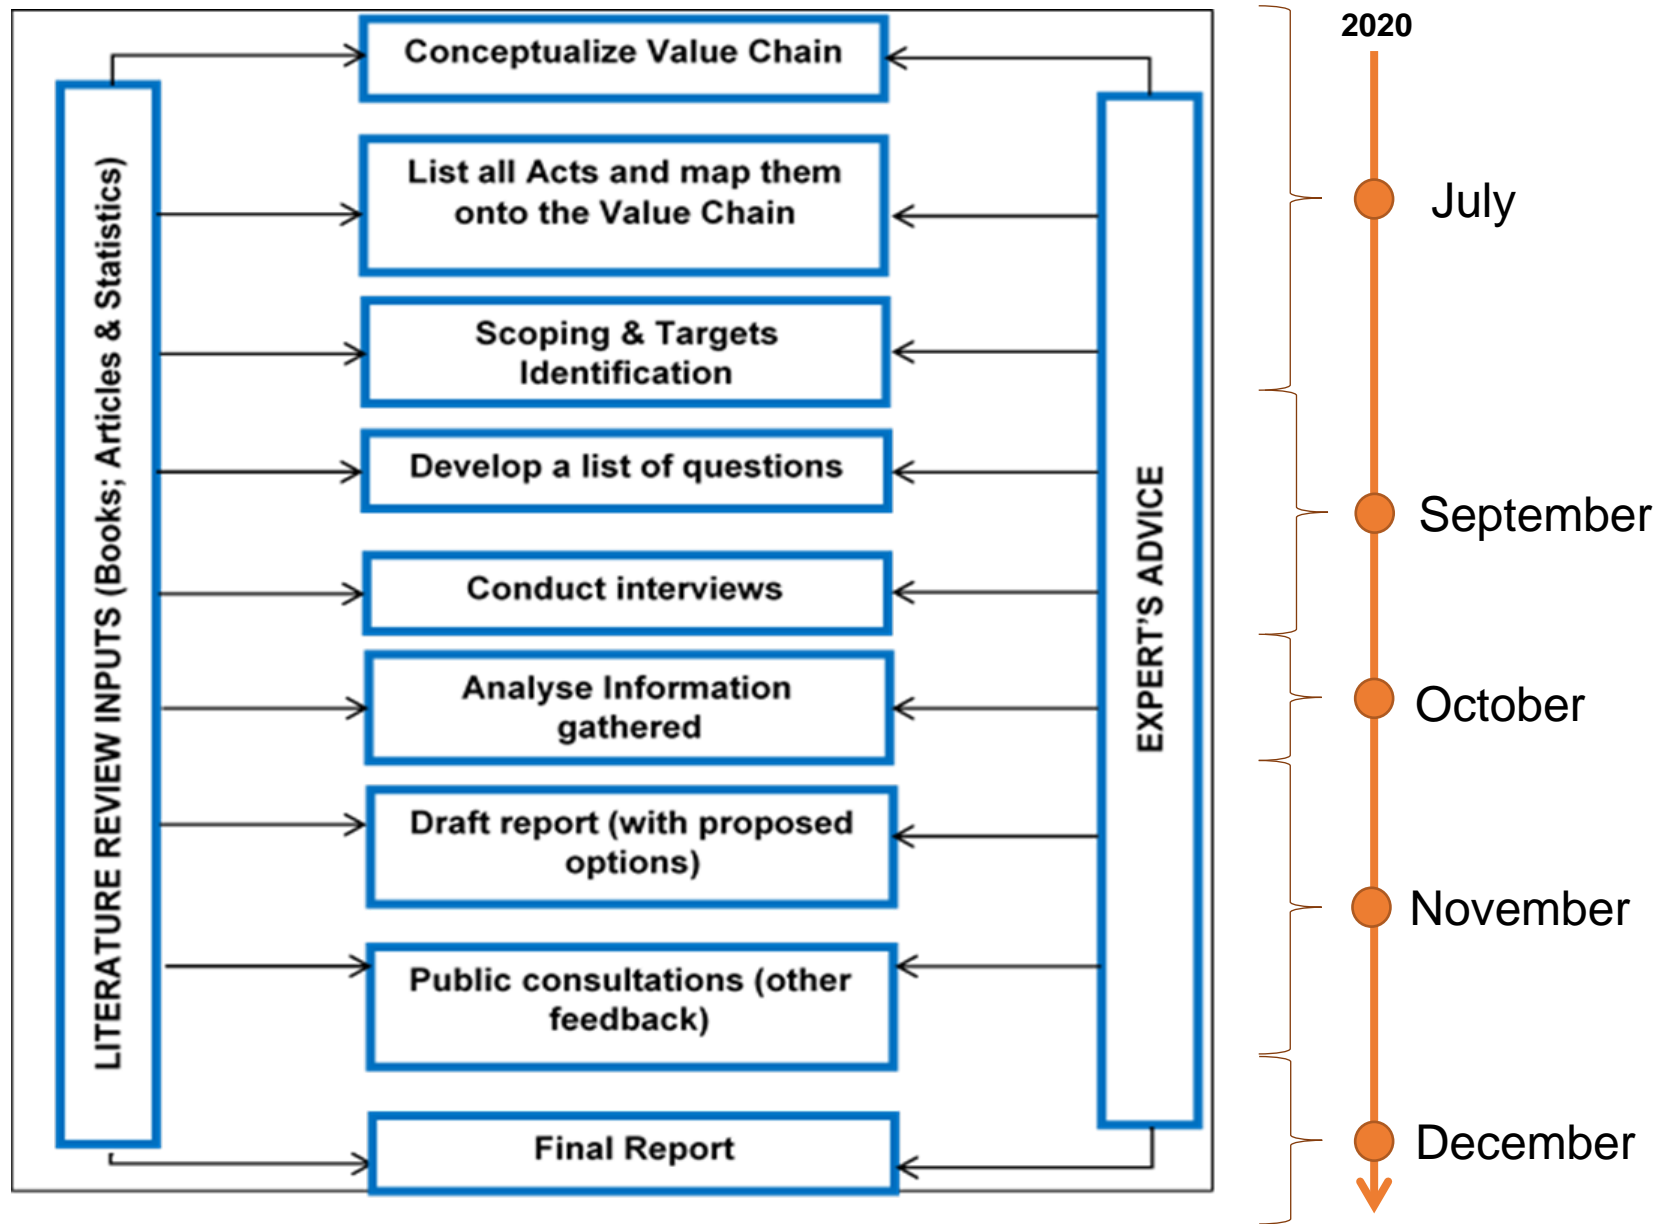 2020
Conceptualize Value Chain
List all Acts and map them
onto the Value Chain
Scoping & Targets
Identification
Develop a list of questions
Conduct interviews
Analyse Information
gathered
Draft report (with proposed
options)
Public consultations (other
feedback)
Final Report
LITERATURE REVIEW INPUTS (Books; Articles & Statistics)
EXPERT'S ADVICE
July
September
October
November
December